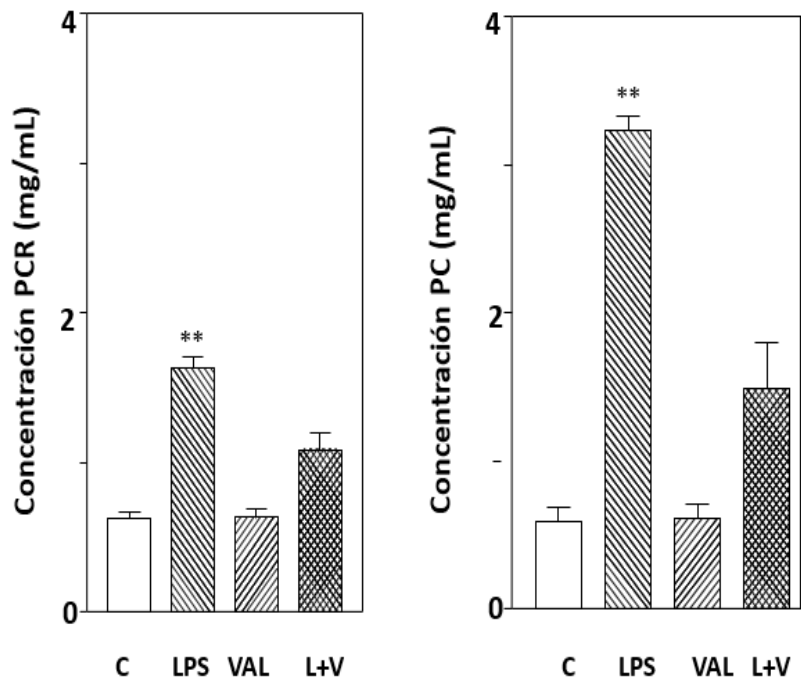 Concentración PCR (mg/mL)
4
2
0
**
C LPS VAL L+V
Concentración PC (mg/mL)
4
2
0
**
C LPS VAL L+V